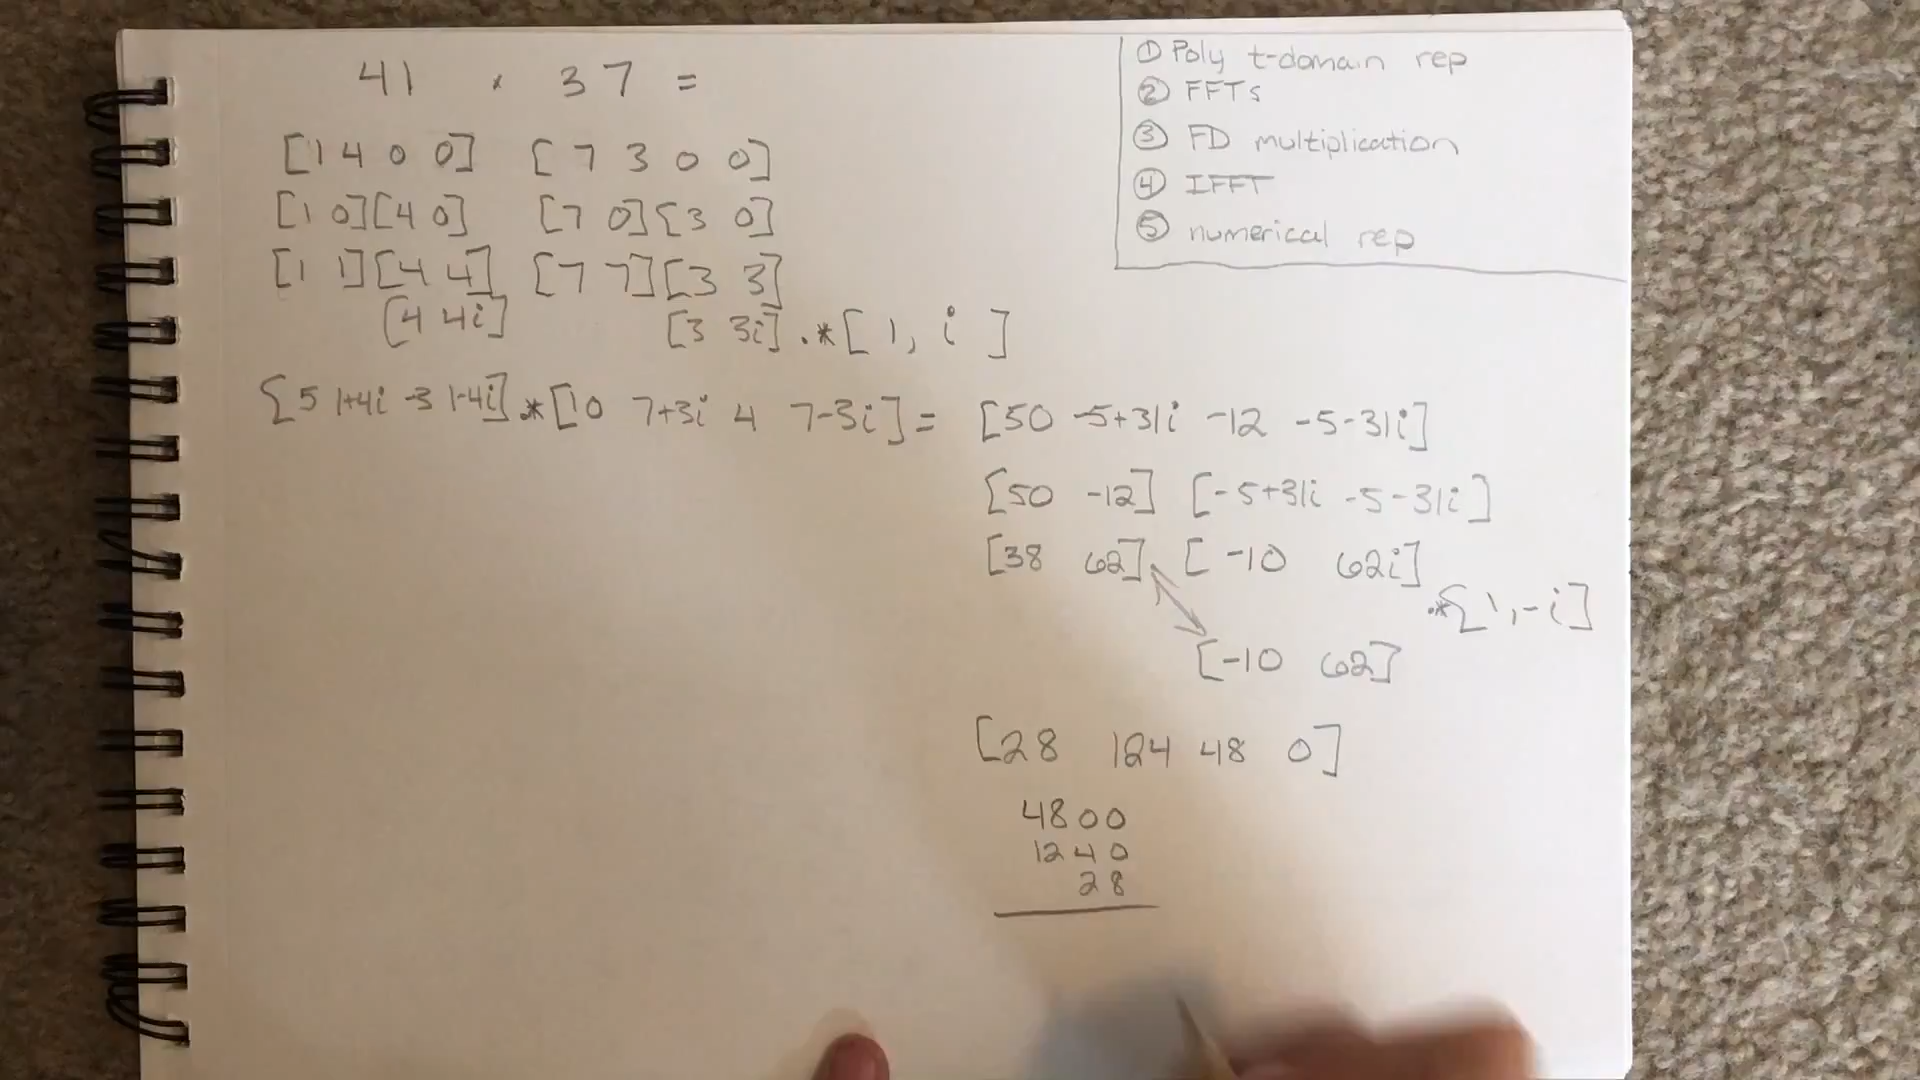 41 * 37 =
[1 4 0 0] [7 3 0 0]
[1 0][4 0] [7 0][3 0]
[1 1][4 4] [7 7][3 3]
[4 4i] [3 3i] .*[1, i ]
[5 1+4i -3 1-4i].*[10 7+3i 4 7-3i] = [50 -5+31i -12 -5-31i]
[50 -12] [-5+31i -5-31i]
[38 62] [-10 62i]
.*[1,-i]
[-10 62]
[28 124 48 0]
4800
1240
28
① Poly t-domain rep
② FFTs
③ FD multiplication
④ IFFT
⑤ numerical rep